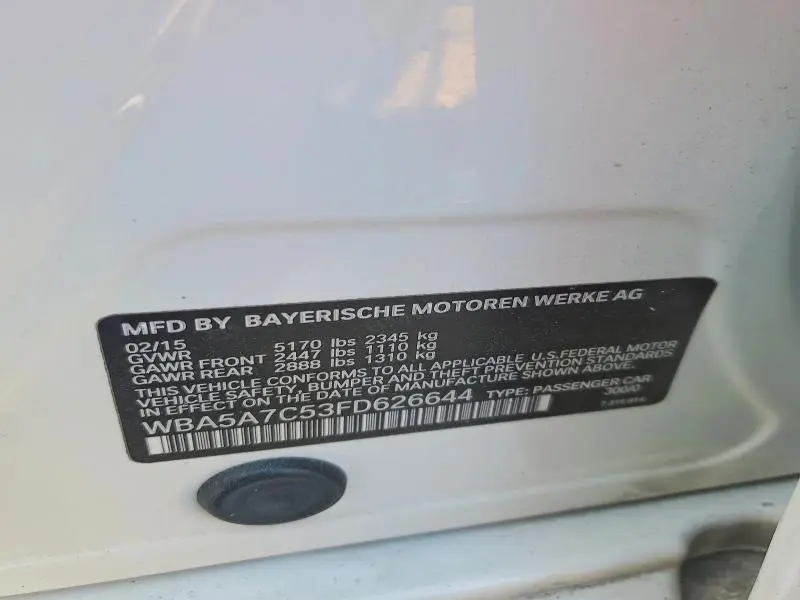 MFD BY BAYERISCHE MOTOREN WERKE AG
02/15
GVWR 5170 lbs 2345 kg
GAWR FRONT 2447 lbs 1110 kg
GAWR REAR 2888 lbs 1310 kg
THIS VEHICLE CONFORMS TO ALL APPLICABLE U.S.FEDERAL MOTOR
VEHICLE SAFETY, BUMPER AND THEFT PREVENTION STANDARDS
IN EFFECT ON THE DATE OF MANUFACTURE SHOWN ABOVE.
WBA5A7C53FD626644 TYPE: PASSENGER CAR
300/0